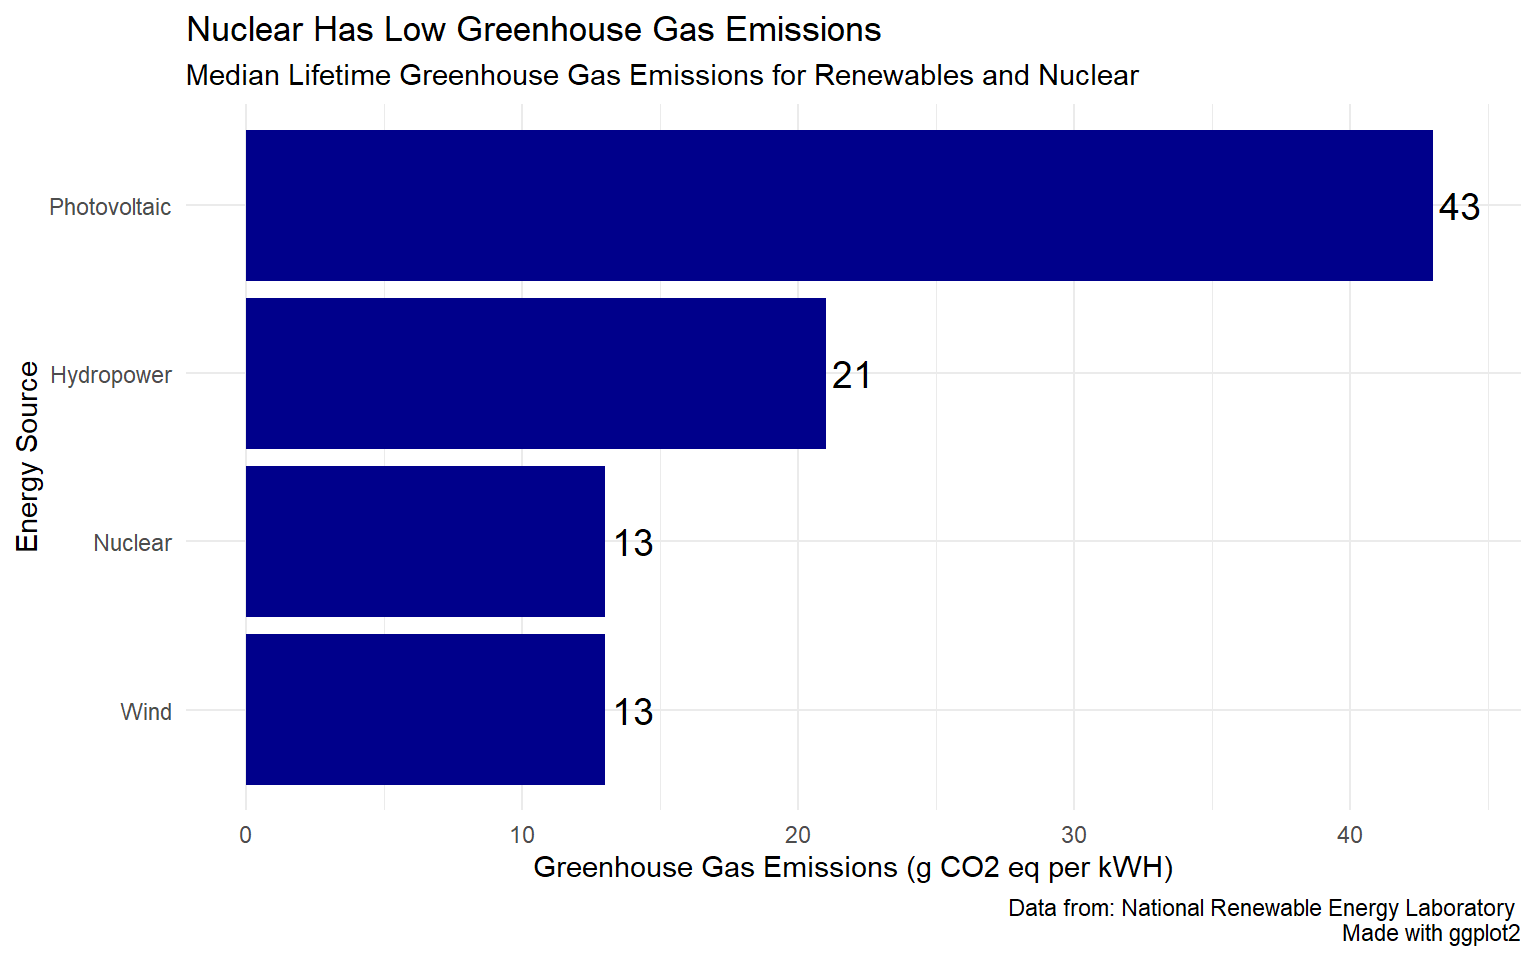 Nuclear Has Low Greenhouse Gas Emissions
Median Lifetime Greenhouse Gas Emissions for Renewables and Nuclear
Energy Source
Photovoltaic
43
Hydropower
21
Nuclear
13
Wind
13
0 10 20 30 40
Greenhouse Gas Emissions (g CO2 eq per kWH)
Data from: National Renewable Energy Laboratory
Made with ggplot2